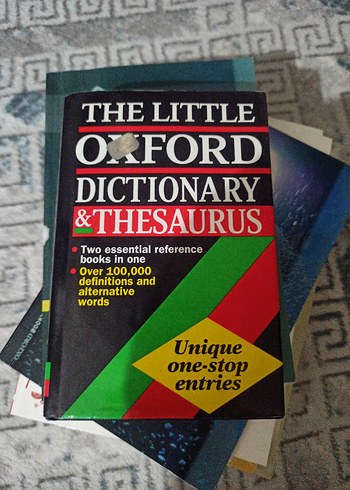 THE LITTLE
OXFORD
DICTIONARY
& THESAURUS
• Two essential reference
books in one
• Over 100,000
definitions and
alternative
words
Unique
one-stop
entries